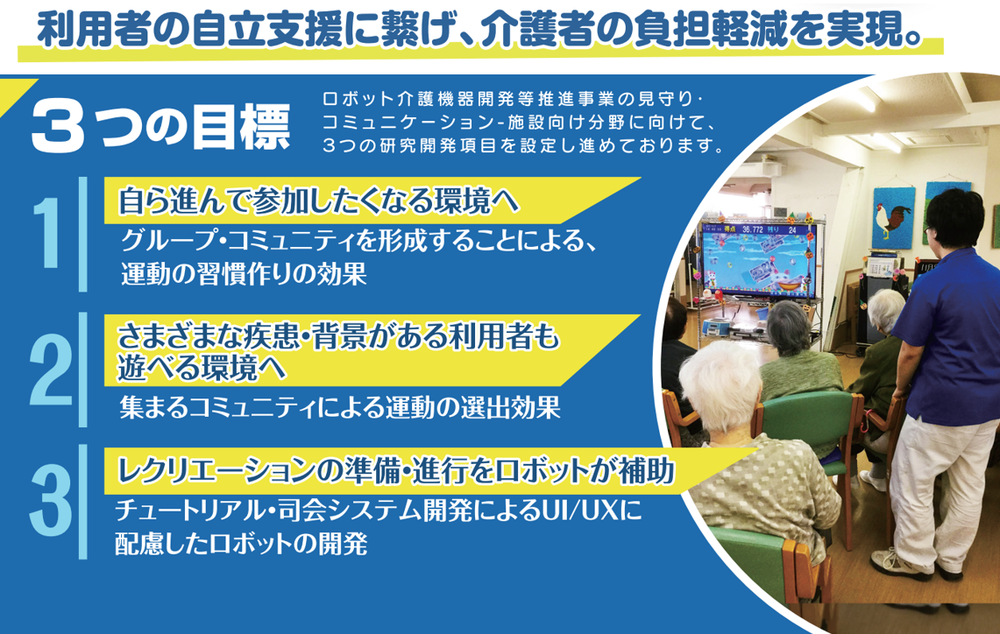 利用者の自立支援に繋げ、介護者の負担軽減を実現。
3つの目標
ロボット介護機器開発等推進事業の見守り・
コミュニケーション-施設向け分野に向けて、
3つの研究開発項目を設定し進めております。
1
自ら進んで参加したくなる環境へ
グループ・コミュニティを形成することによる、
運動の習慣作りの効果
2
さまざまな疾患・背景がある利用者も
遊べる環境へ
集まるコミュニティによる運動の選出効果
3
レクリエーションの準備・進行をロボットが補助
チュートリアル・司会システム開発によるUI/UXに
配慮したロボットの開発
得点 36,772 残り 24